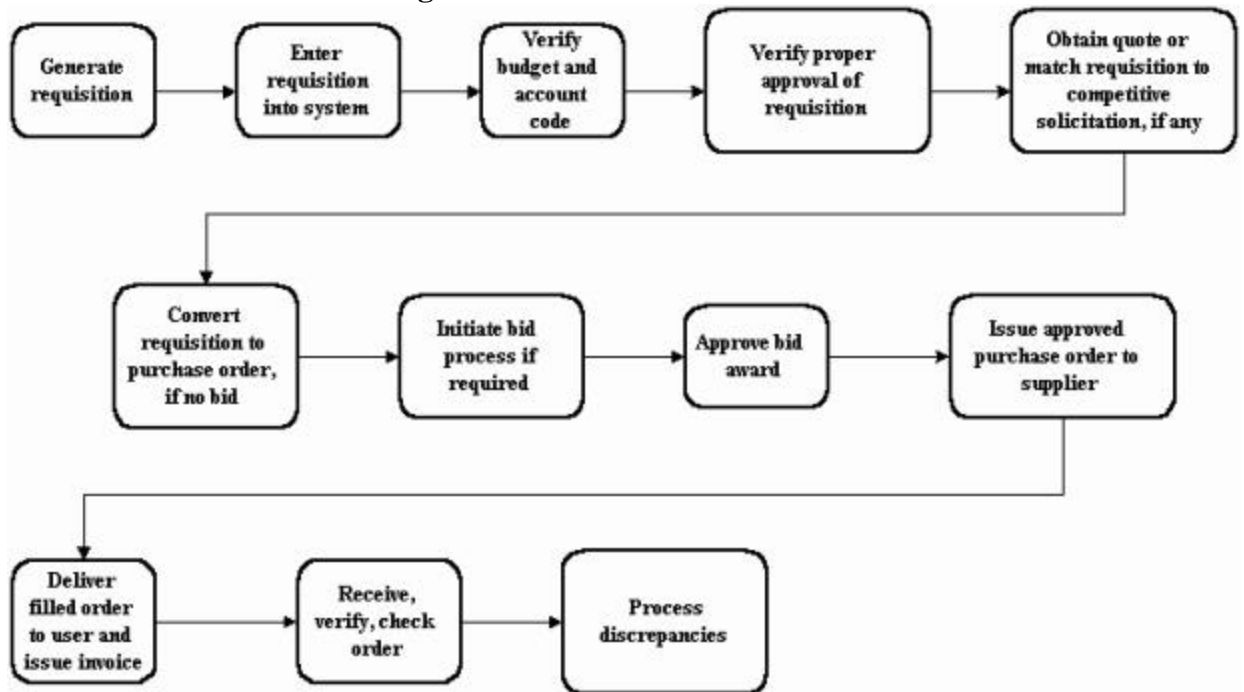 Generate
requisition
Enter
requisition
into system
Verify
budget and
account
code
Verify proper
approval of
requisition
Obtain quote or
match requisition to
competitive
solicitation, if any
Convert
requisition to
purchase order,
if no bid
Initiate bid
process if
required
Approve bid
award
Issue approved
purchase order to
supplier
Deliver
filled order
to user and
issue invoice
Receive,
verify, check
order
Process
discrepancies